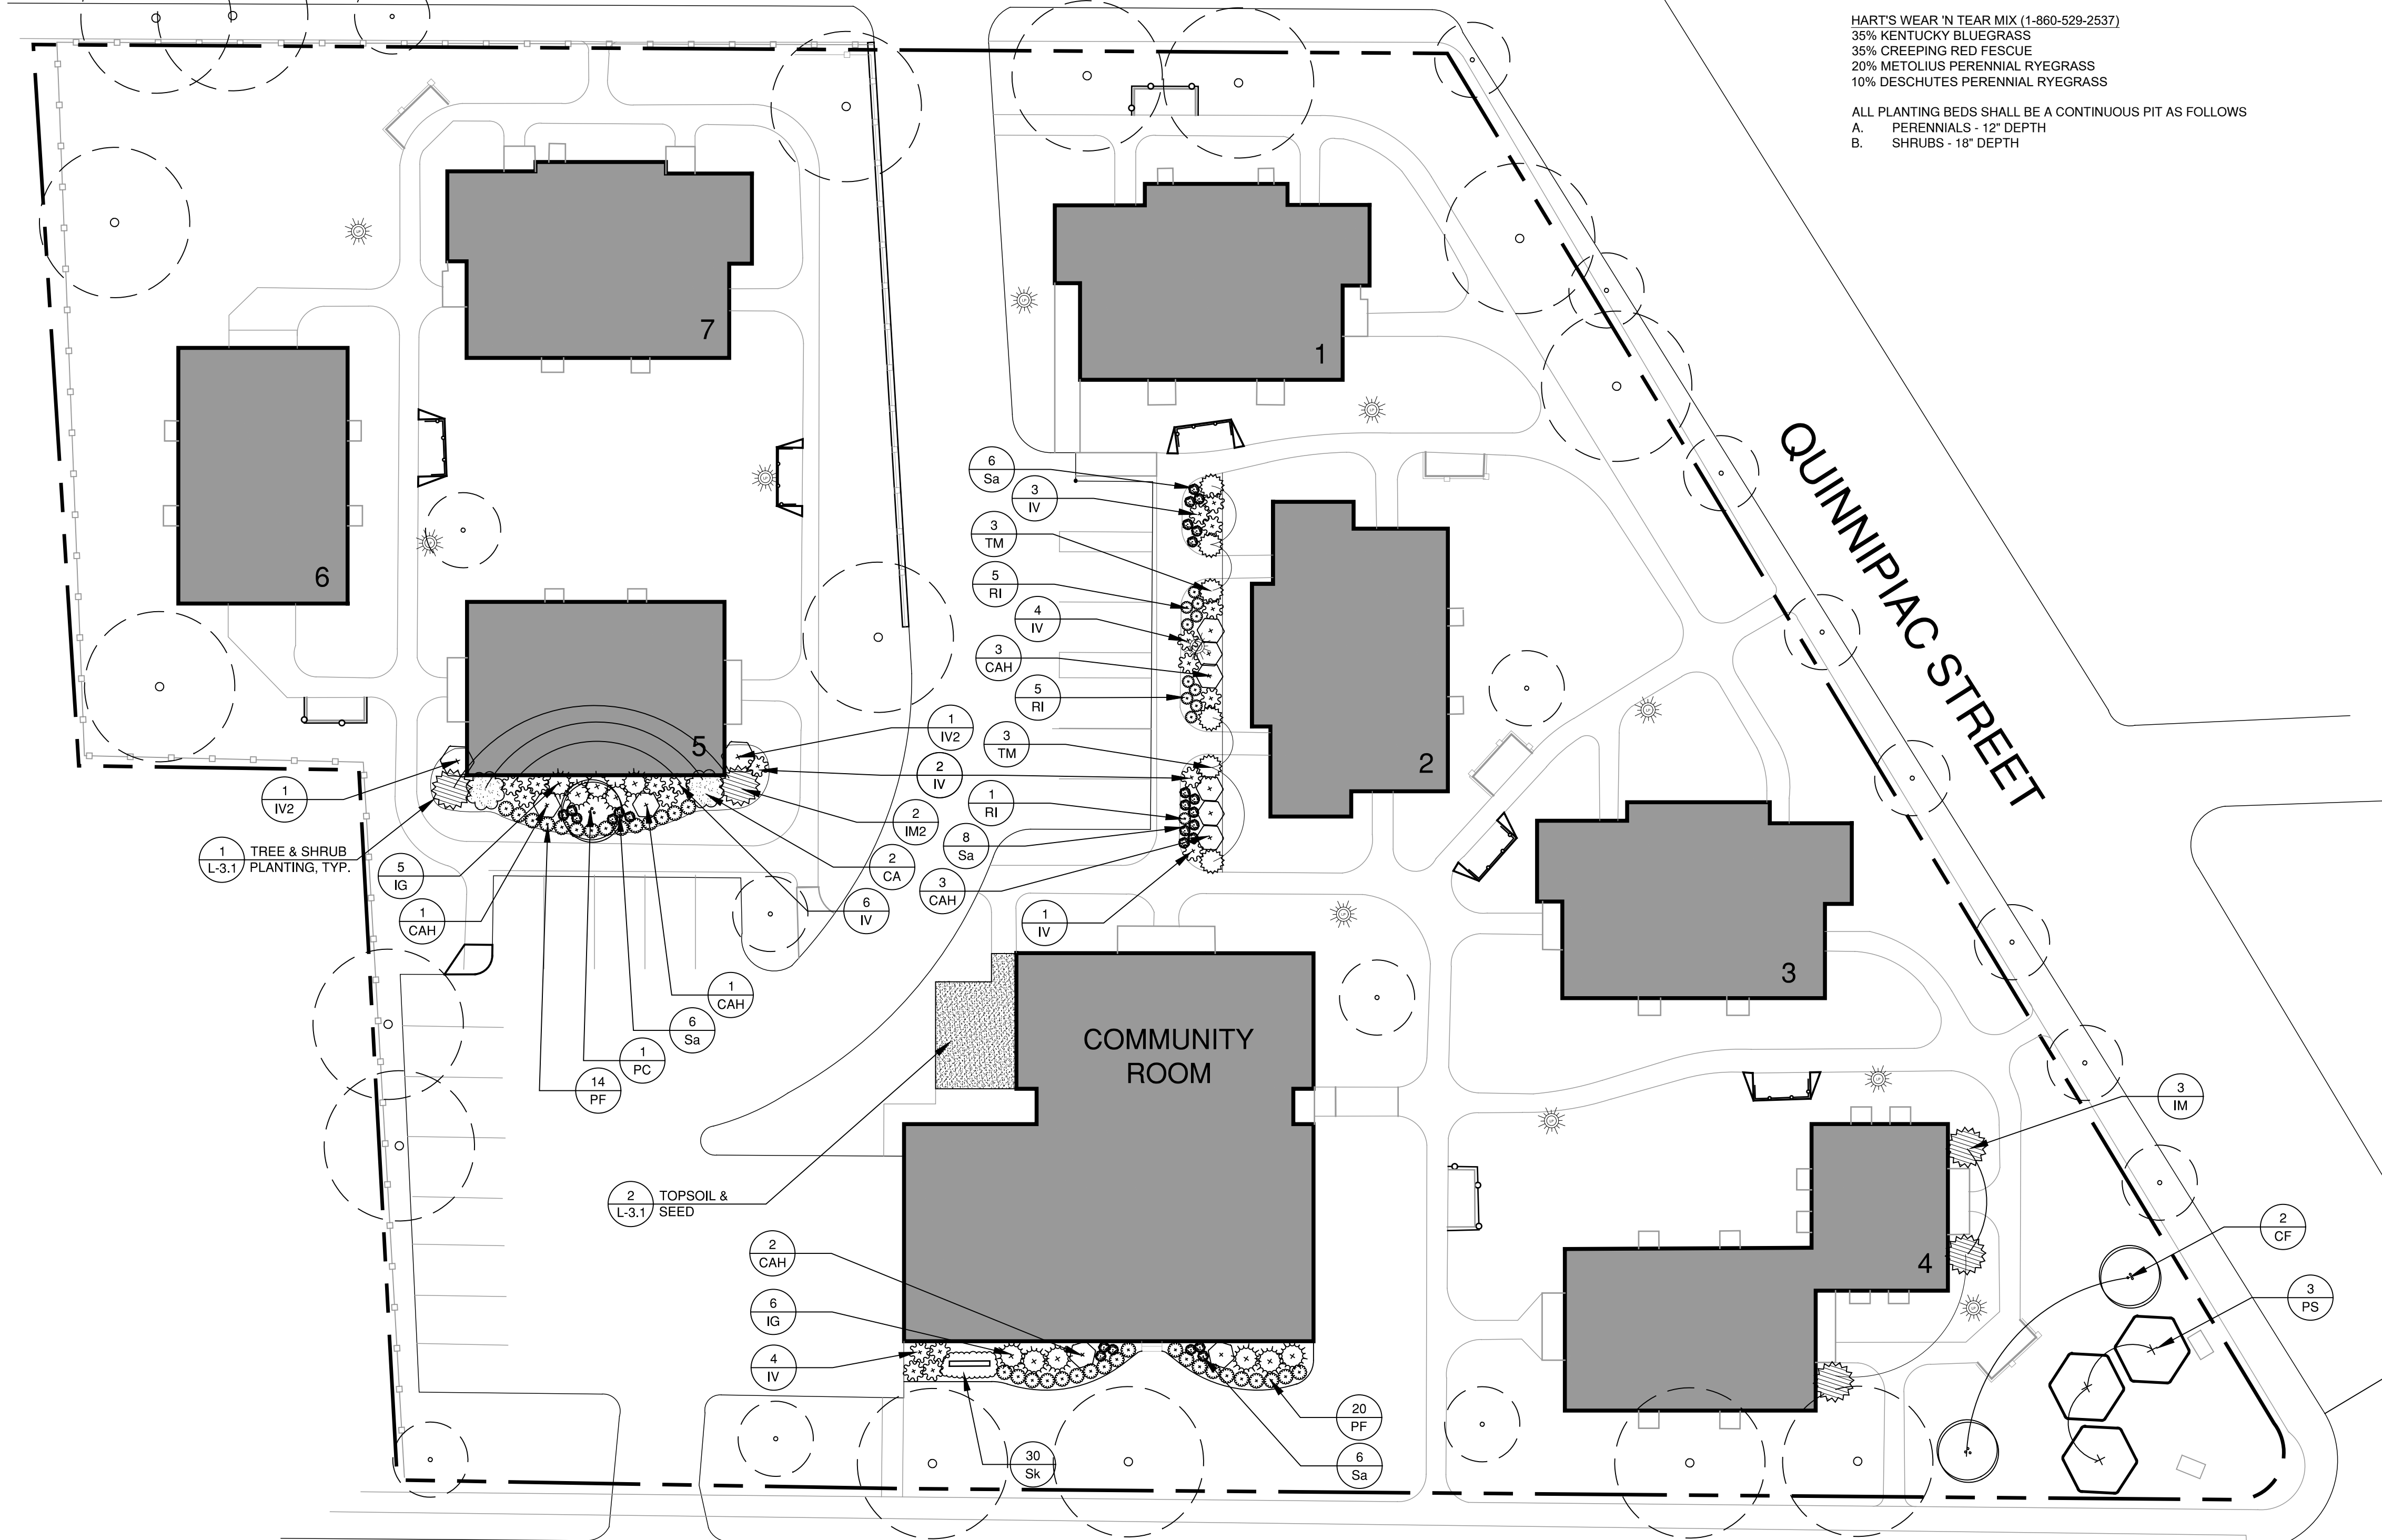 HART'S WEAR 'N TEAR MIX (1-860-529-2537)
35% KENTUCKY BLUEGRASS
35% CREEPING RED FESCUE
20% METOLIUS PERENNIAL RYEGRASS
10% DESCHUTES PERENNIAL RYEGRASS
ALL PLANTING BEDS SHALL BE A CONTINUOUS PIT AS FOLLOWS
A. PERENNIALS - 12" DEPTH
B. SHRUBS - 18" DEPTH
7
1
6
5
2
3
4
QUINNIPIAC STREET
COMMUNITY
ROOM
6
Sa
3
IV
3
TM
5
RI
4
IV
3
CAH
5
RI
3
TM
1
RI
8
Sa
3
CAH
1
IV
1
IV2
2
IV
2
IM2
2
CA
6
IV
1
IV2
1
L-3.1
TREE & SHRUB
PLANTING, TYP.
5
IG
1
CAH
1
CAH
6
Sa
1
PC
14
PF
2
L-3.1
TOPSOIL &
SEED
2
CAH
6
IG
4
IV
30
Sk
20
PF
6
Sa
3
IM
2
CF
3
PS